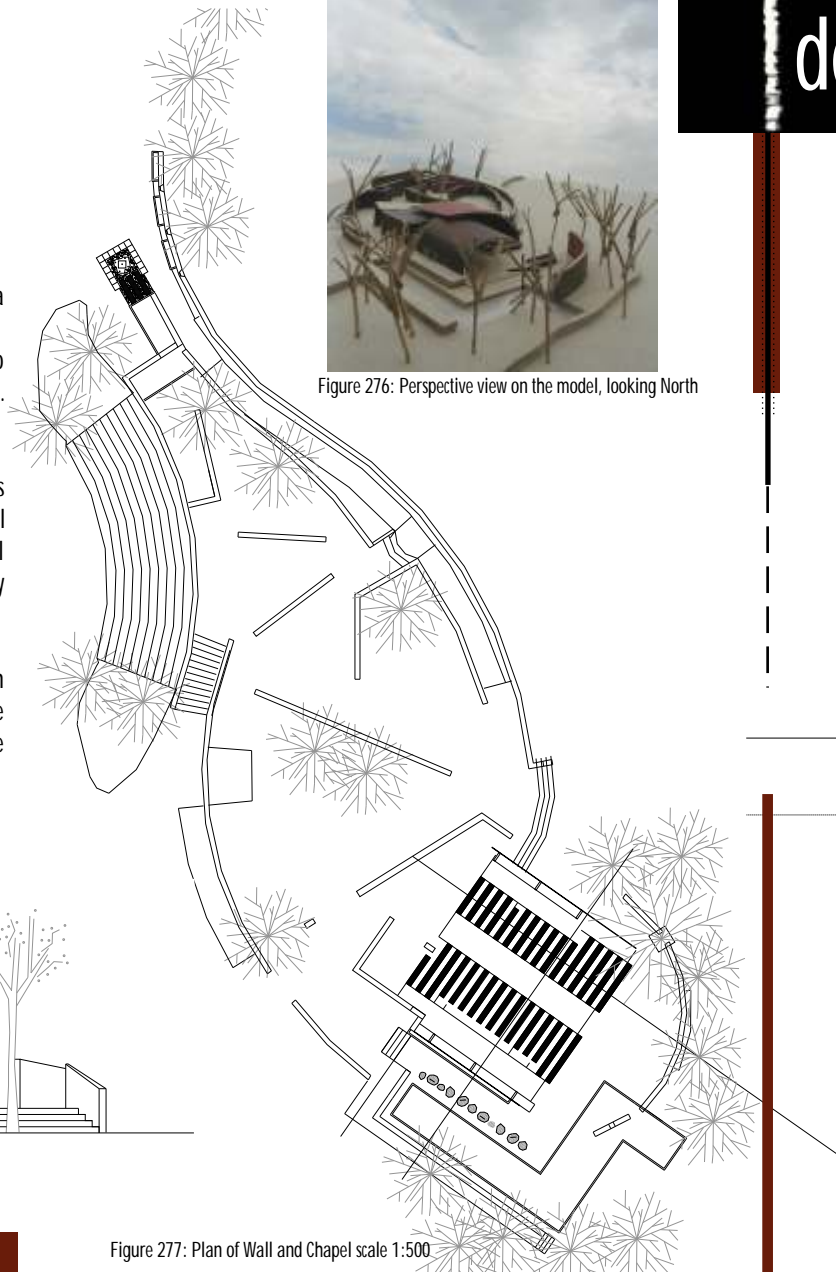 de
a
o
.
s
l
l
y
n
e
e
Figure 276: Perspective view on the model, looking North
Figure 277: Plan of Wall and Chapel scale 1:500